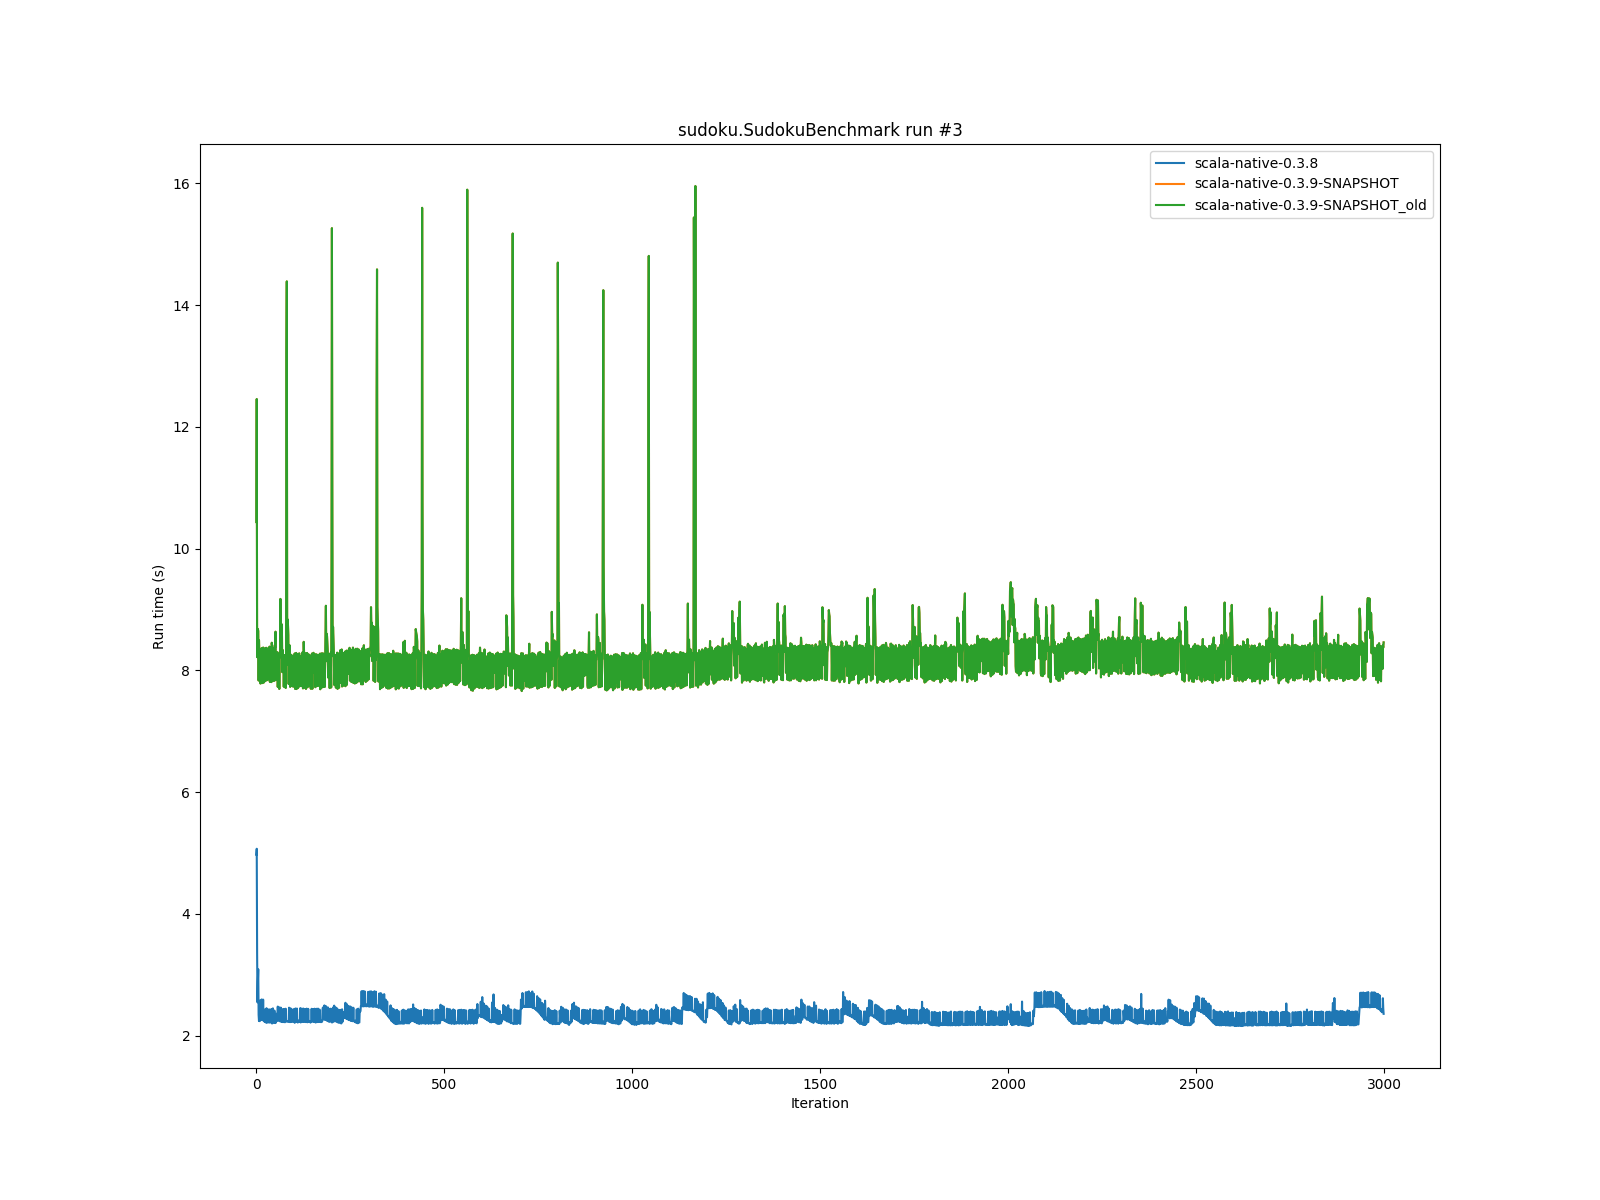 sudoku.SudokuBenchmark run #3
scala-native-0.3.8
scala-native-0.3.9-SNAPSHOT
scala-native-0.3.9-SNAPSHOT_old
Run time (s)
16
14
12
10
8
6
4
2
0 500 1000 1500 2000 2500 3000
Iteration